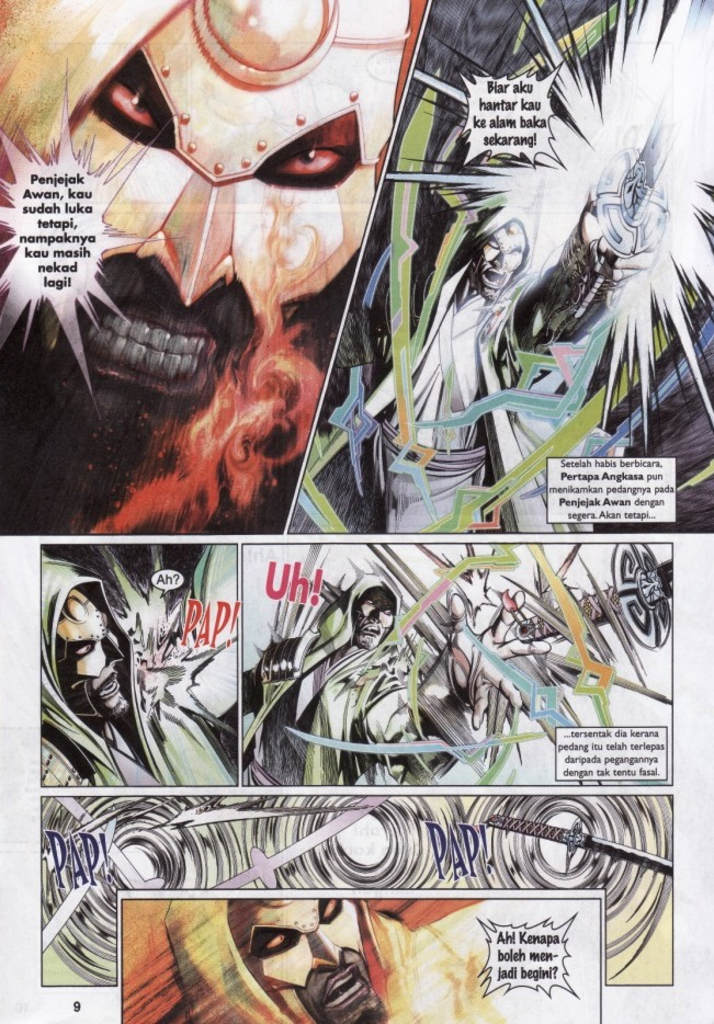 Penjejak
Awan, kau
sudah luka
tetapi,
nampaknya
kau masih
nekad
lagi!
Biar aku
hantar kau
ke alam baka
sekarang!
Setelah habis berbicara,
Pertapa Angkasa pun
menikamkan pedangnya pada
Penjejak Awan dengan
segera. Akan tetapi...
Ah?
PAP!
Uh!
...tersentak dia kerana
pedang itu telah terlepas
daripada pegangannya
dengan tak tentu fasal.
PAP!
PAP!
Ah! Kenapa
boleh men-
jadi begini?
9